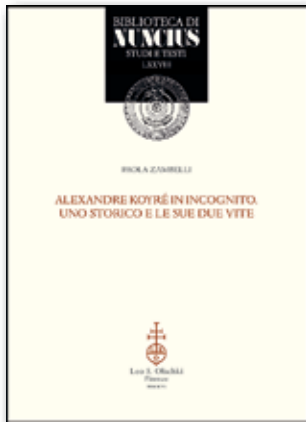 BIBLIOTECA DI
NUNCIUS
STUDI E TESTI
PAOLA ZAMBELLI
ALEXANDRE KOYRÉ IN INCOGNITO.
UNO STORICO E LE SUE DUE VITE
Leo S. Olschki
Firenze